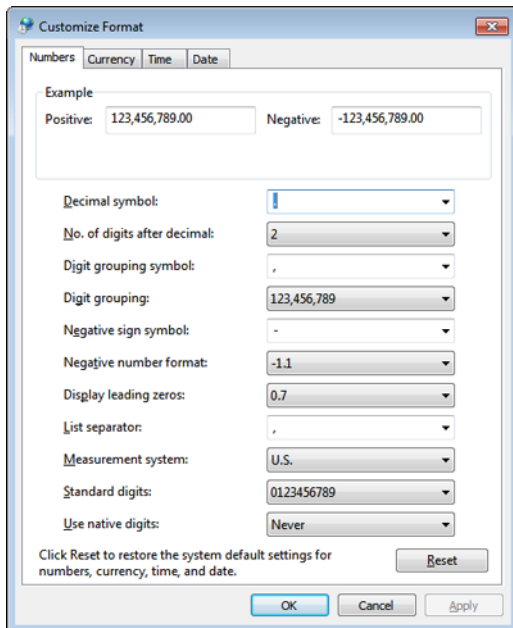 Customize Format
Numbers Currency Time Date
Example
Positive: 123,456,789.00 Negative: -123,456,789.00
Decimal symbol: .
No. of digits after decimal: 2
Digit grouping symbol: ,
Digit grouping: 123,456,789
Negative sign symbol: -
Negative number format: -1.1
Display leading zeros: 0.7
List separator: ,
Measurement system: U.S.
Standard digits: 0123456789
Use native digits: Never
Click Reset to restore the system default settings for
numbers, currency, time, and date.
Reset
OK Cancel Apply